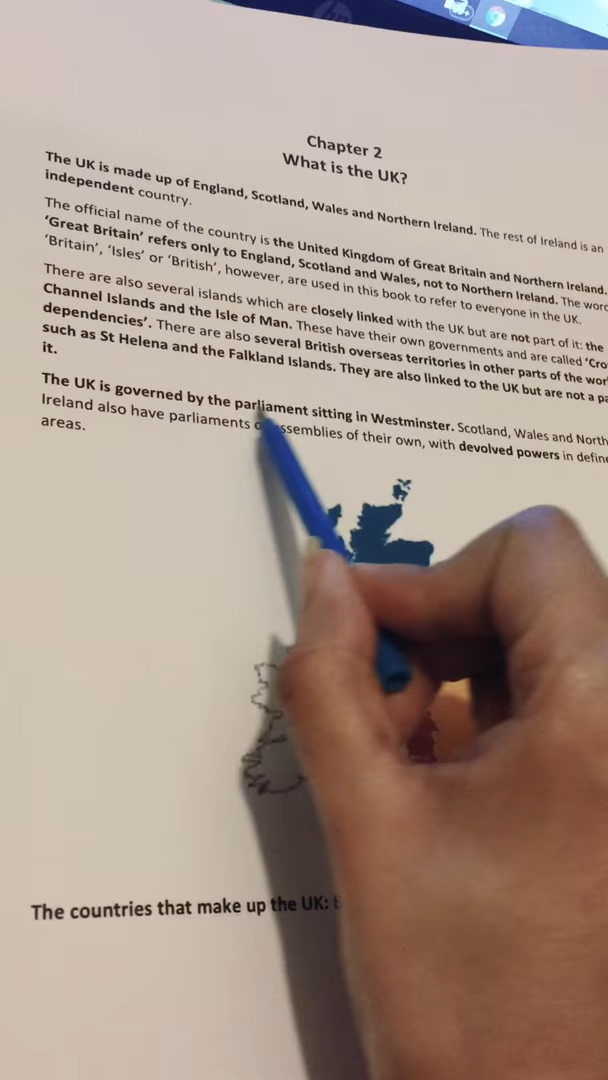 Chapter 2
What is the UK?
The UK is made up of England, Scotland, Wales and Northern Ireland. The rest of Ireland is an
independent country.
The official name of the country is the United Kingdom of Great Britain and Northern Ireland.
‘Great Britain’ refers only to England, Scotland and Wales, not to Northern Ireland. The
‘Britain’, ‘Isles’ or ‘British’, however, are used in this book to refer to everyone in the UK.
There are also several islands which are closely linked with the UK but are not part of it: the
Channel Islands and the Isle of Man. These have their own governments and are called
dependencies’. There are also several British overseas territories in other parts of the
such as St Helena and the Falkland Islands. They are also linked to the UK but are not a
it.
The UK is governed by the parliament sitting in Westminster. Scotland, Wales and
Ireland also have parliaments assemblies of their own, with devolved powers in
areas.
The countries that make up the UK: